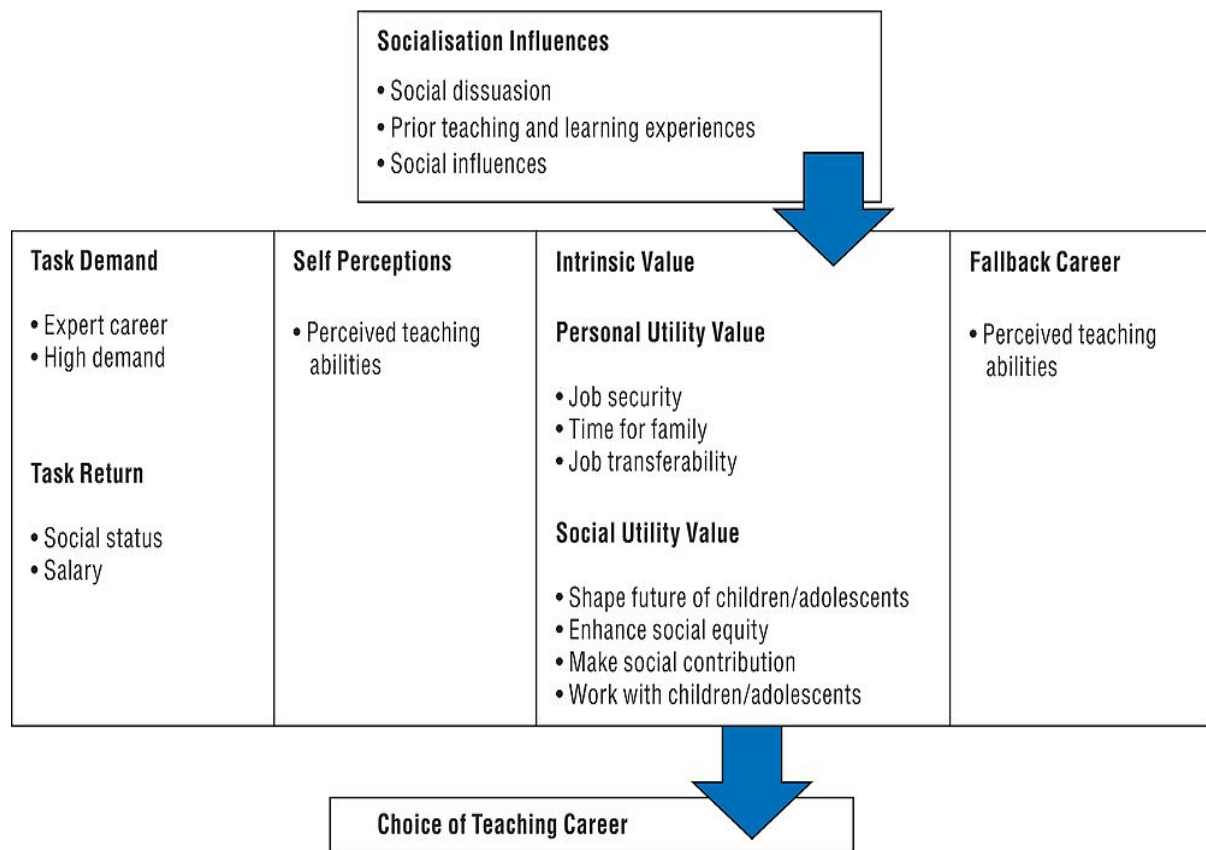 Socialisation Influences
• Social dissuasion
• Prior teaching and learning experiences
• Social influences
Task Demand
• Expert career
• High demand
Task Return
• Social status
• Salary
Self Perceptions
• Perceived teaching
abilities
Intrinsic Value
Personal Utility Value
• Job security
• Time for family
• Job transferability
Social Utility Value
• Shape future of children/adolescents
• Enhance social equity
• Make social contribution
• Work with children/adolescents
Fallback Career
• Perceived teaching
abilities
Choice of Teaching Career